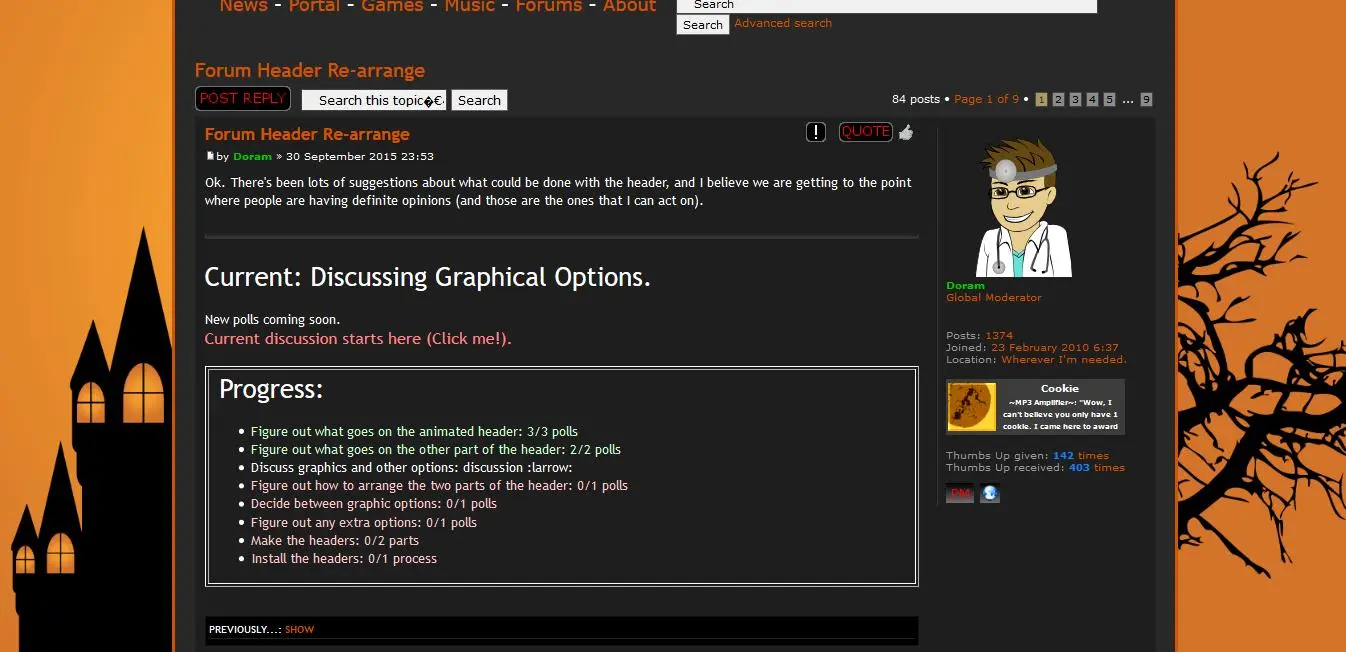 News - Portal - Games - Music - Forums - About
Search
Search Advanced search
Forum Header Re-arrange
POST REPLY Search this topic�€ Search
84 posts • Page 1 of 9 • 1 2 3 4 5 ... 9
Forum Header Re-arrange
! QUOTE
by Doram » 30 September 2015 23:53
Ok. There's been lots of suggestions about what could be done with the header, and I believe we are getting to the point
where people are having definite opinions (and those are the ones that I can act on).
Current: Discussing Graphical Options.
New polls coming soon.
Current discussion starts here (Click me!).
Progress:
• Figure out what goes on the animated header: 3/3 polls
• Figure out what goes on the other part of the header: 2/2 polls
• Discuss graphics and other options: discussion :larrow:
• Figure out how to arrange the two parts of the header: 0/1 polls
• Decide between graphic options: 0/1 polls
• Figure out any extra options: 0/1 polls
• Make the headers: 0/2 parts
• Install the headers: 0/1 process
PREVIOUSLY...: SHOW
Doram
Global Moderator
Posts: 1374
Joined: 23 February 2010 6:37
Location: Wherever I'm needed.
Cookie
~MP3 Amplifier~: "Wow, I
can't believe you only have 1
cookie. I came here to award
Thumbs Up given: 142 times
Thumbs Up received: 403 times
PM